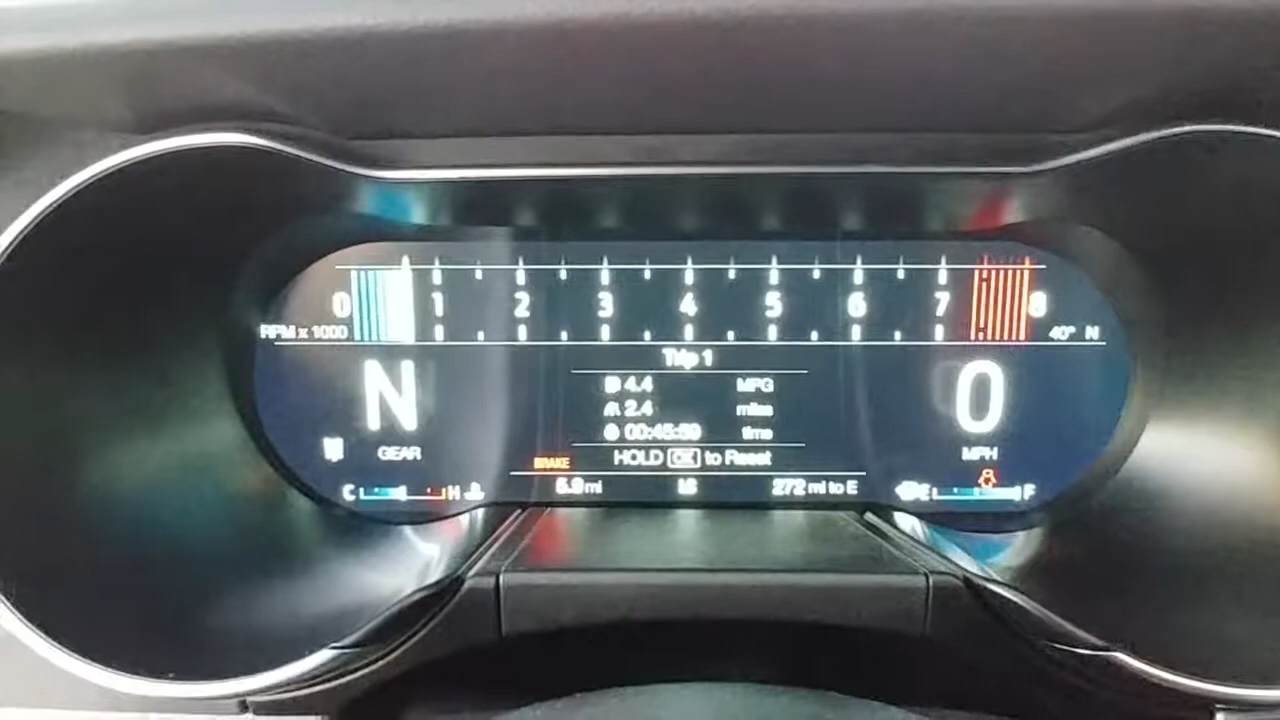 0 1 2 3 4 5 6 7 8
RPM x 1000
40° N
Trip 1
4.4 MPG
2.4 miles
00:45:59 time
HOLD OK to Reset
N
GEAR
0
MPH
BRAKE
C H
5.9 mi
272 mi to E
E F